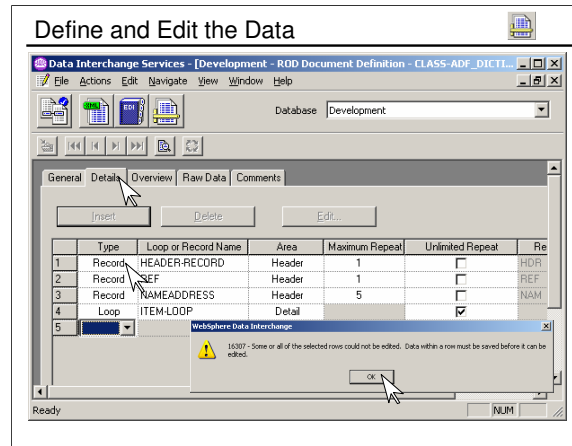 Define and Edit the Data
Data Interchange Services - [Development - ROD Document Definition - CLASS-ADF_DICTI...
File Actions Edit Navigate View Window Help
XML EDI Database Development
General Details Overview Raw Data Comments
Insert Delete Edit...
Type Loop or Record Name Area Maximum Repeat Unlimited Repeat Re
1 Record HEADER-RECORD Header 1 HDR
2 Record REF Header 1 REF
3 Record NAMEADDRESS Header 5 NAM
4 Loop ITEM-LOOP Detail
5
WebSphere Data Interchange
16307 - Some or all of the selected rows could not be edited. Data within a row must be saved before it can be
edited.
OK
Ready NUM